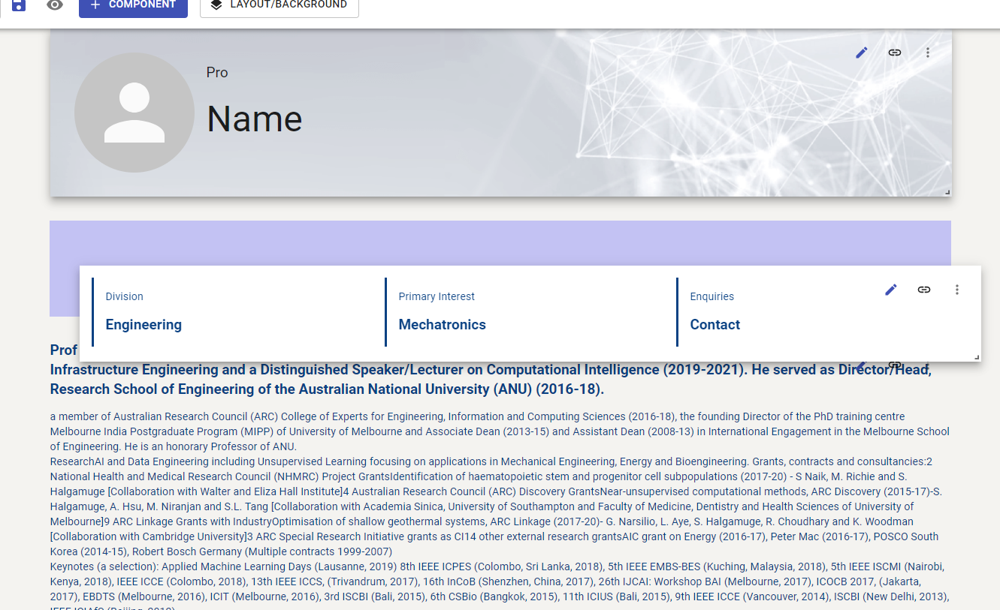 COMPONENT
LAYOUT/BACKGROUND
Pro
Name
Division
Primary Interest
Enquiries
Engineering
Mechatronics
Contact
Prof
Infrastructure Engineering and a Distinguished Speaker/Lecturer on Computational Intelligence (2019-2021). He served as Director/Head,
Research School of Engineering of the Australian National University (ANU) (2016-18).
a member of Australian Research Council (ARC) College of Experts for Engineering, Information and Computing Sciences (2016-18), the founding Director of the PhD training centre
Melbourne India Postgraduate Program (MIPP) of University of Melbourne and Associate Dean (2013-15) and Assistant Dean (2008-13) in International Engagement in the Melbourne School
of Engineering. He is an honorary Professor of ANU.
ResearchAI and Data Engineering including Unsupervised Learning focusing on applications in Mechanical Engineering, Energy and Bioengineering. Grants, contracts and consultancies:2
National Health and Medical Research Council (NHMRC) Project GrantsIdentification of haematopoietic stem and progenitor cell subpopulations (2017-20) - S Naik, M. Richie and S.
Halgamuge [Collaboration with Walter and Eliza Hall Institute]4 Australian Research Council (ARC) Discovery GrantsNear-unsupervised computational methods, ARC Discovery (2015-17)-S.
Halgamuge, A. Hsu, M. Niranjan and S.L. Tang [Collaboration with Academia Sinica, University of Southampton and Faculty of Medicine, Dentistry and Health Sciences of University of
Melbourne]9 ARC Linkage Grants with IndustryOptimisation of shallow geothermal systems, ARC Linkage (2017-20)- G. Narsilio, L. Aye, S. Halgamuge, R. Choudhary and K. Woodman
[Collaboration with Cambridge University]3 ARC Special Research Initiative grants as CI14 other external research grantsAIC grant on Energy (2016-17), Peter Mac (2016-17), POSCO South
Korea (2014-15), Robert Bosch Germany (Multiple contracts 1999-2007)
Keynotes (a selection): Applied Machine Learning Days (Lausanne, 2019) 8th IEEE ICPES (Colombo, Sri Lanka, 2018), 5th IEEE EMBS-BES (Kuching, Malaysia, 2018), 5th IEEE ISCMI (Nairobi,
Kenya, 2018), IEEE ICCE (Colombo, 2018), 13th IEEE ICCS, (Trivandrum, 2017), 16th InCoB (Shenzhen, China, 2017), 26th IJCAI: Workshop BAI (Melbourne, 2017), ICOCB 2017, (Jakarta,
2017), EBDTS (Melbourne, 2016), ICIT (Melbourne, 2016), 3rd ISCBI (Bali, 2015), 6th CSBio (Bangkok, 2015), 11th ICIUS (Bali, 2015), 9th IEEE ICCE (Vancouver, 2014), ISCBI (New Delhi, 2013),